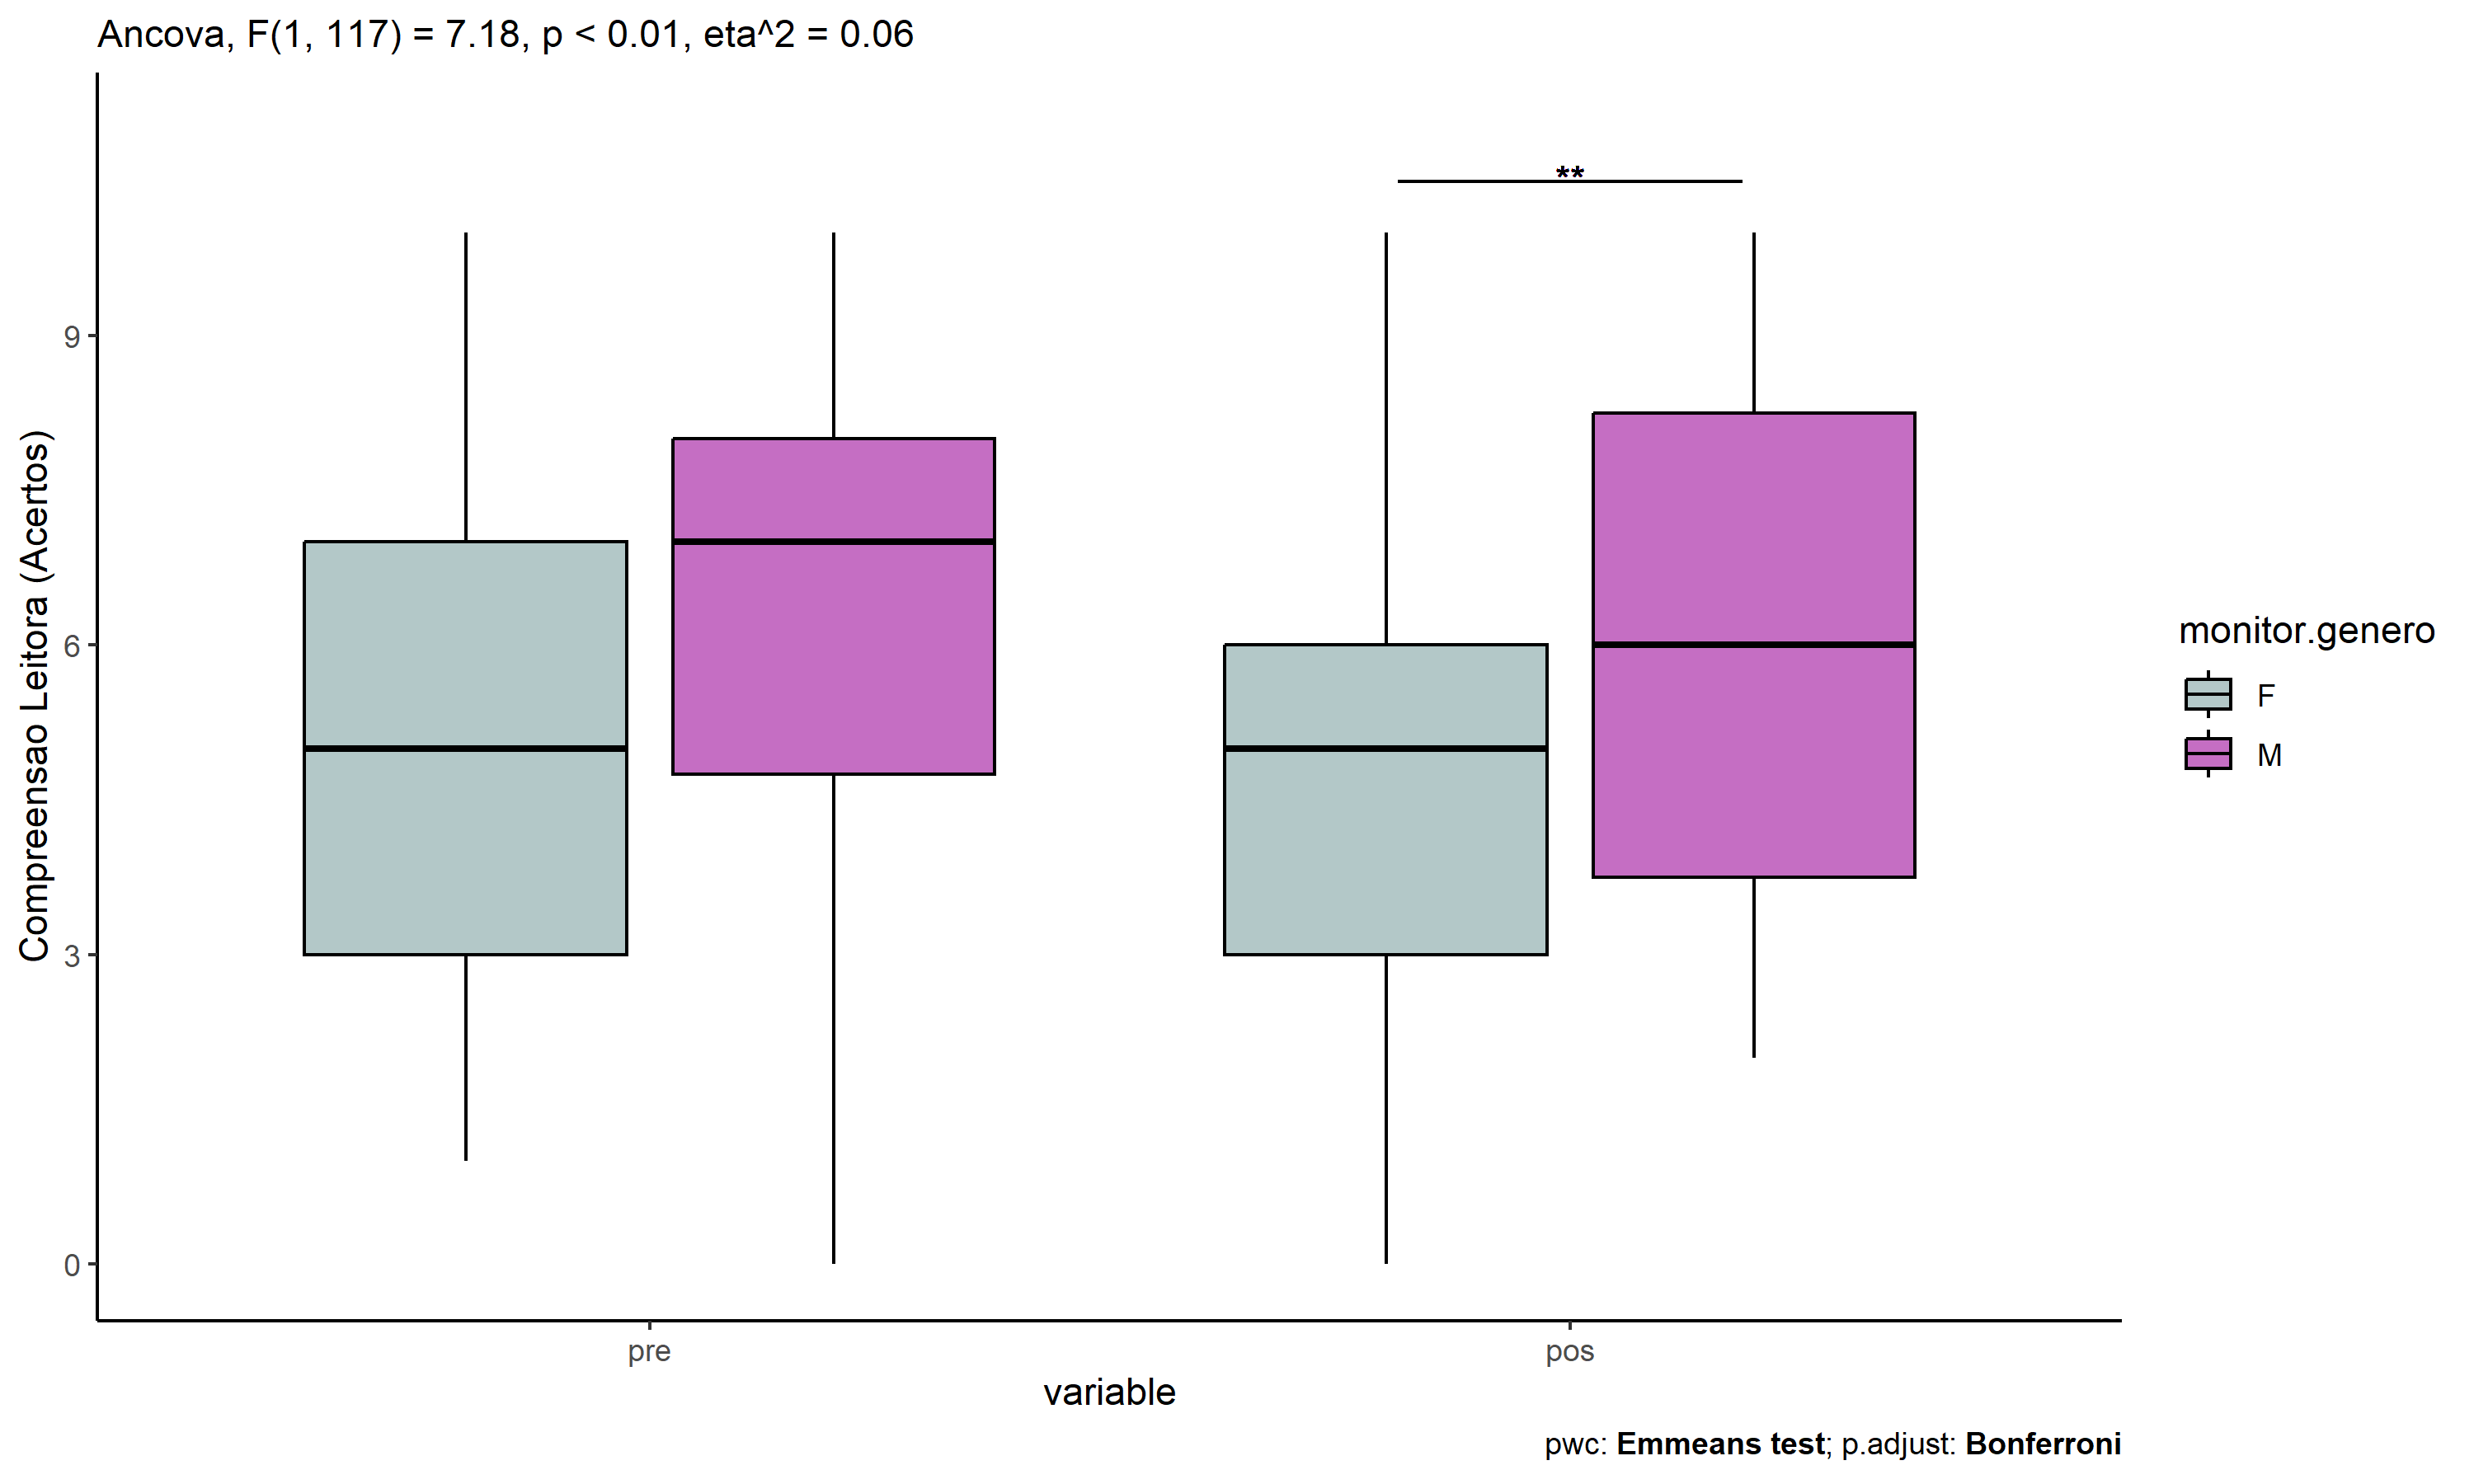 Ancova, F(1, 117) = 7.18, p < 0.01, eta^2 = 0.06
**
Compreensao Leitora (Acertos)
9
6
3
0
pre
pos
variable
monitor.genero
F
M
pwc: Emmeans test; p.adjust: Bonferroni